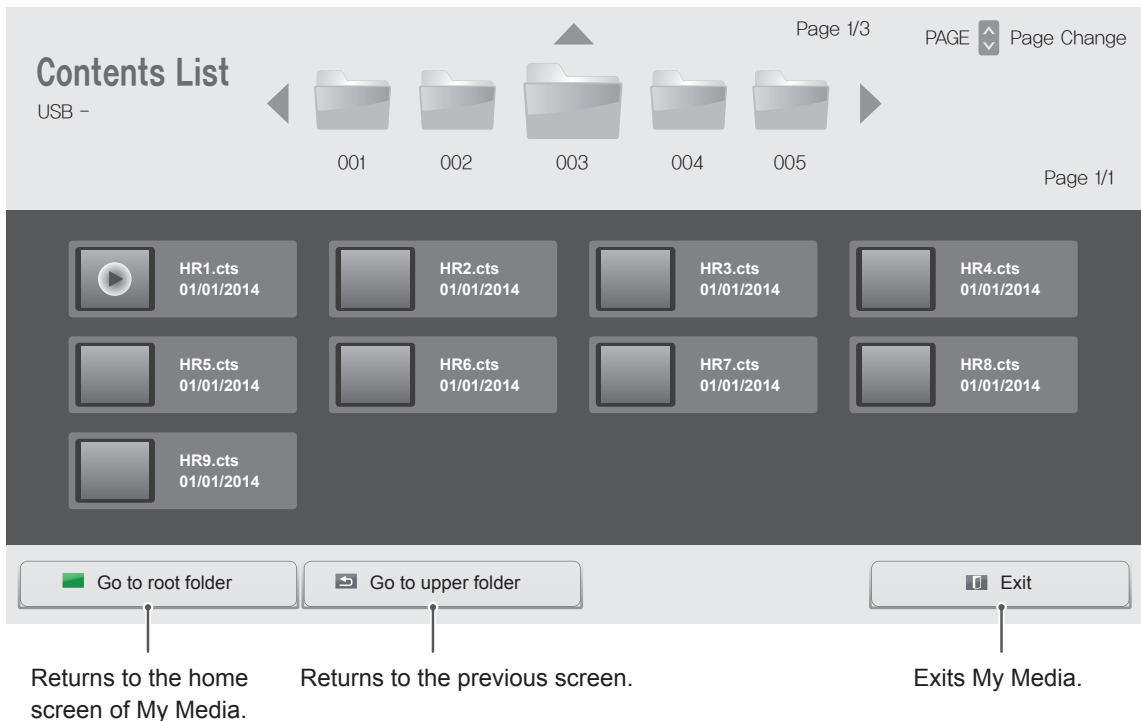 Page 1/3
PAGE Page Change
Contents List
USB -
001 002 003 004 005
Page 1/1
HR1.cts HR2.cts HR3.cts HR4.cts
01/01/2014 01/01/2014 01/01/2014 01/01/2014
HR5.cts HR6.cts HR7.cts HR8.cts
01/01/2014 01/01/2014 01/01/2014 01/01/2014
HR9.cts
01/01/2014
Go to root folder Go to upper folder Exit
Returns to the home
screen of My Media.
Returns to the previous screen.
Exits My Media.